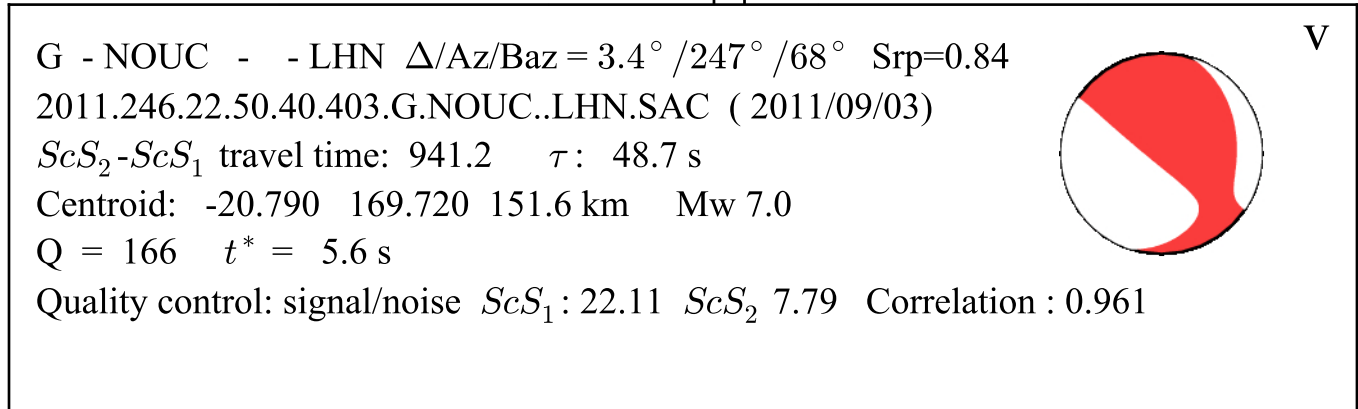 G - NOUC - - LHN Δ/Az/Baz = 3.4° /247° /68° Srp=0.84
V
2011.246.22.50.40.403.G.NOUC..LHN.SAC ( 2011/09/03)
ScS₂-ScS₁ travel time: 941.2 τ: 48.7 s
Centroid: -20.790 169.720 151.6 km Mw 7.0
Q = 166 t* = 5.6 s
Quality control: signal/noise ScS₁: 22.11 ScS₂ 7.79 Correlation : 0.961